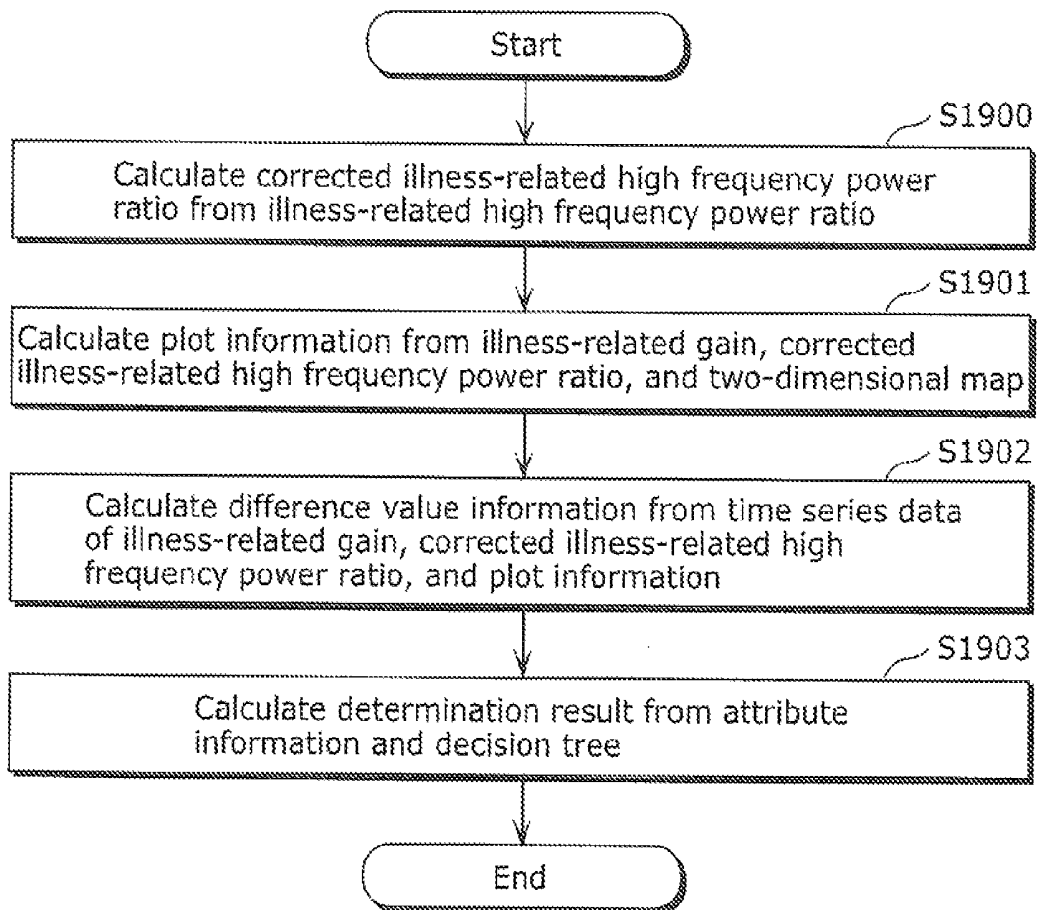 Start
S1900
Calculate corrected illness-related high frequency power
ratio from illness-related high frequency power ratio
S1901
Calculate plot information from illness-related gain, corrected
illness-related high frequency power ratio, and two-dimensional map
S1902
Calculate difference value information from time series data
of illness-related gain, corrected illness-related high
frequency power ratio, and plot information
S1903
Calculate determination result from attribute
information and decision tree
End